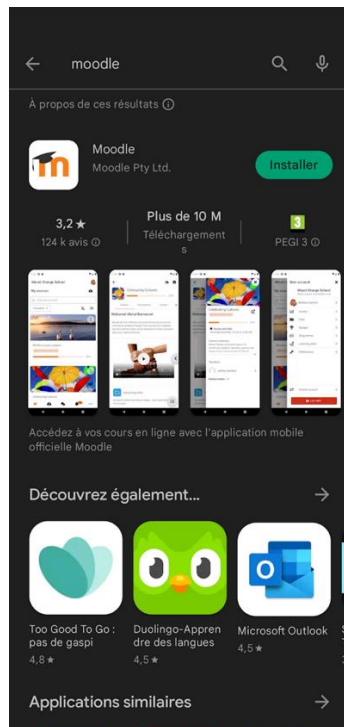 moodle
À propos de ces résultats
Moodle
Moodle Pty Ltd.
Installer
3,2 ★
124 k avis
Plus de 10 M
Téléchargement
s
3
PEGI 3
Accédez à vos cours en ligne avec l'application mobile
officielle Moodle
Découvrez également...
Too Good To Go :
pas de gaspi
4,8 ★
Duolingo-Appren
dre des langues
4,5 ★
Microsoft Outlook
4,5 ★
Applications similaires